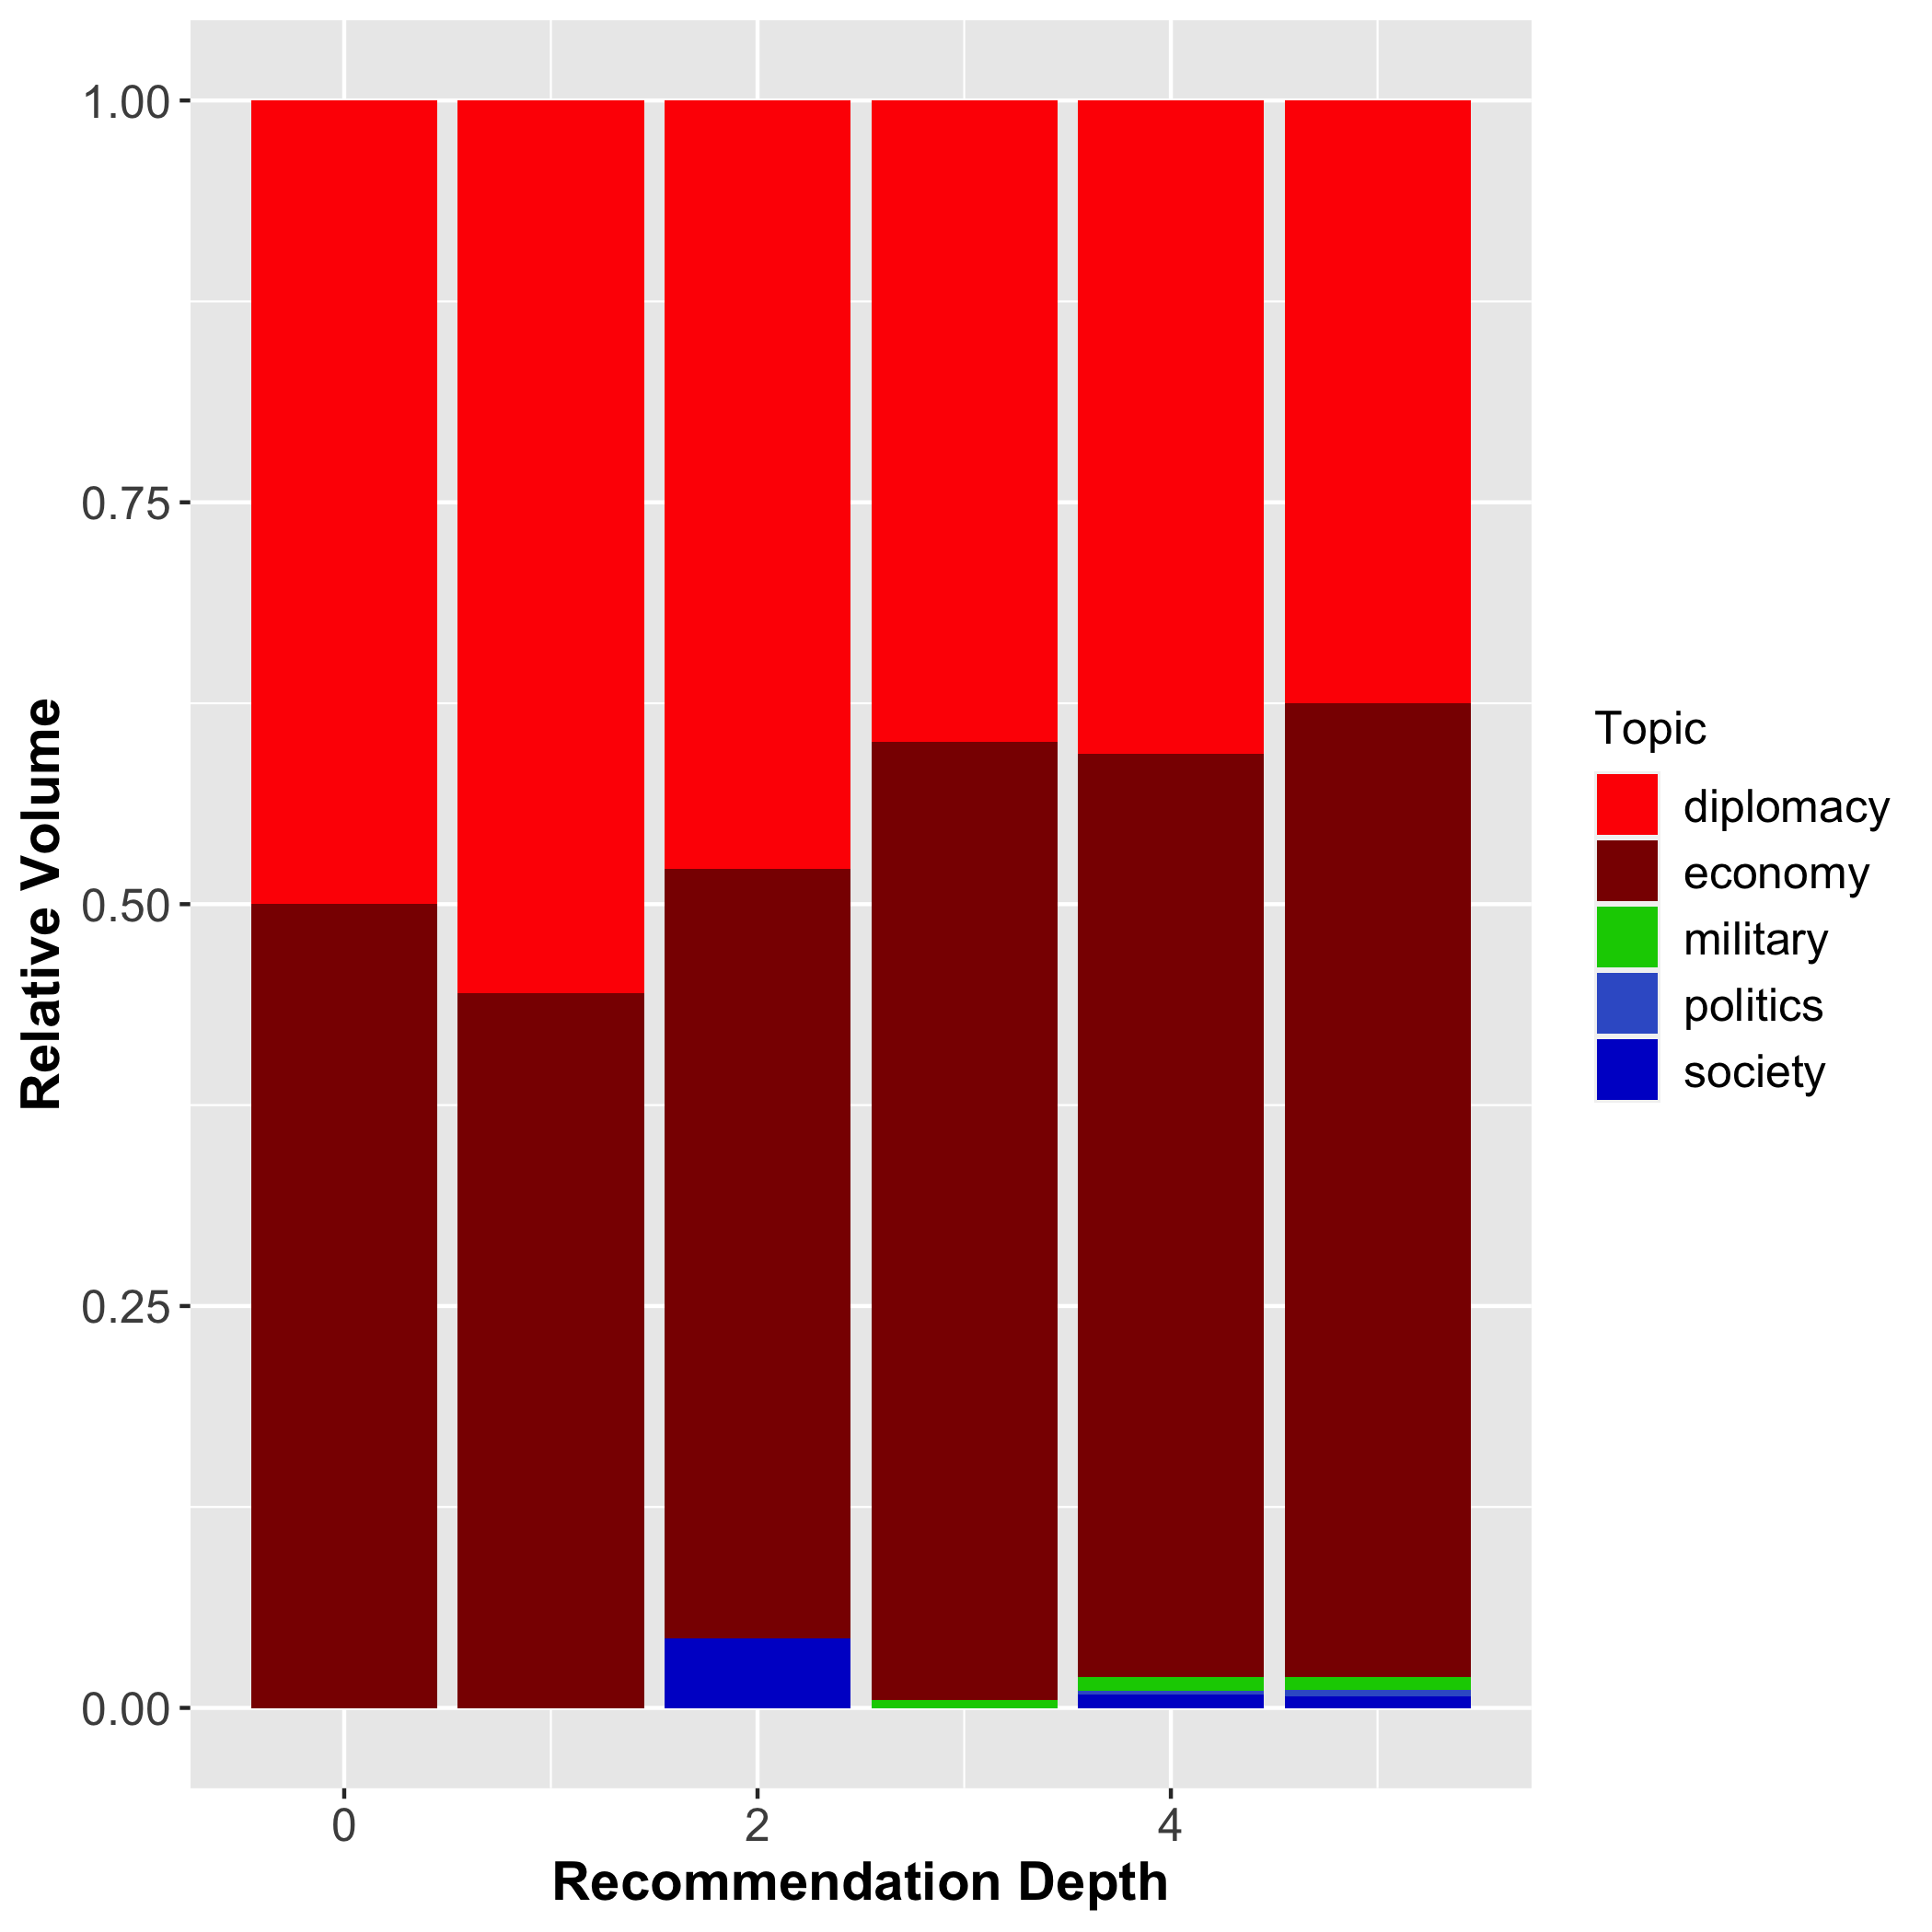 Relative Volume
1.00
0.75
0.50
0.25
0.00
0
2
4
Recommendation Depth
Topic
diplomacy
economy
military
politics
society